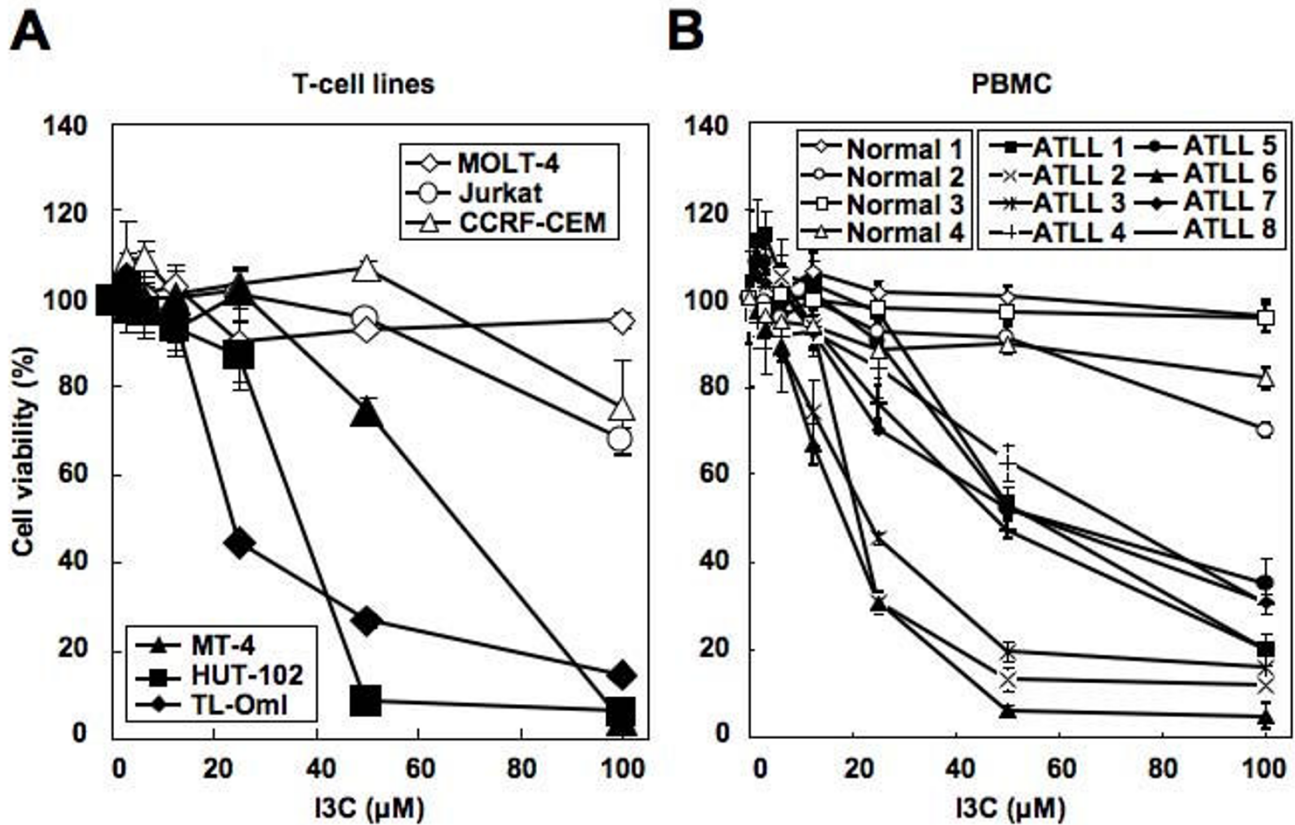 A
B
T-cell lines
PBMC
Cell viability (%)
140
120
100
80
60
40
20
0
MOLT-4
Jurkat
CCRF-CEM
MT-4
HUT-102
TL-OmI
0 20 40 60 80 100
I3C (µM)
140
120
100
80
60
40
20
0
Normal 1
Normal 2
Normal 3
Normal 4
ATLL 1 ATLL 5
ATLL 2 ATLL 6
ATLL 3 ATLL 7
ATLL 4 ATLL 8
0 20 40 60 80 100
I3C (µM)